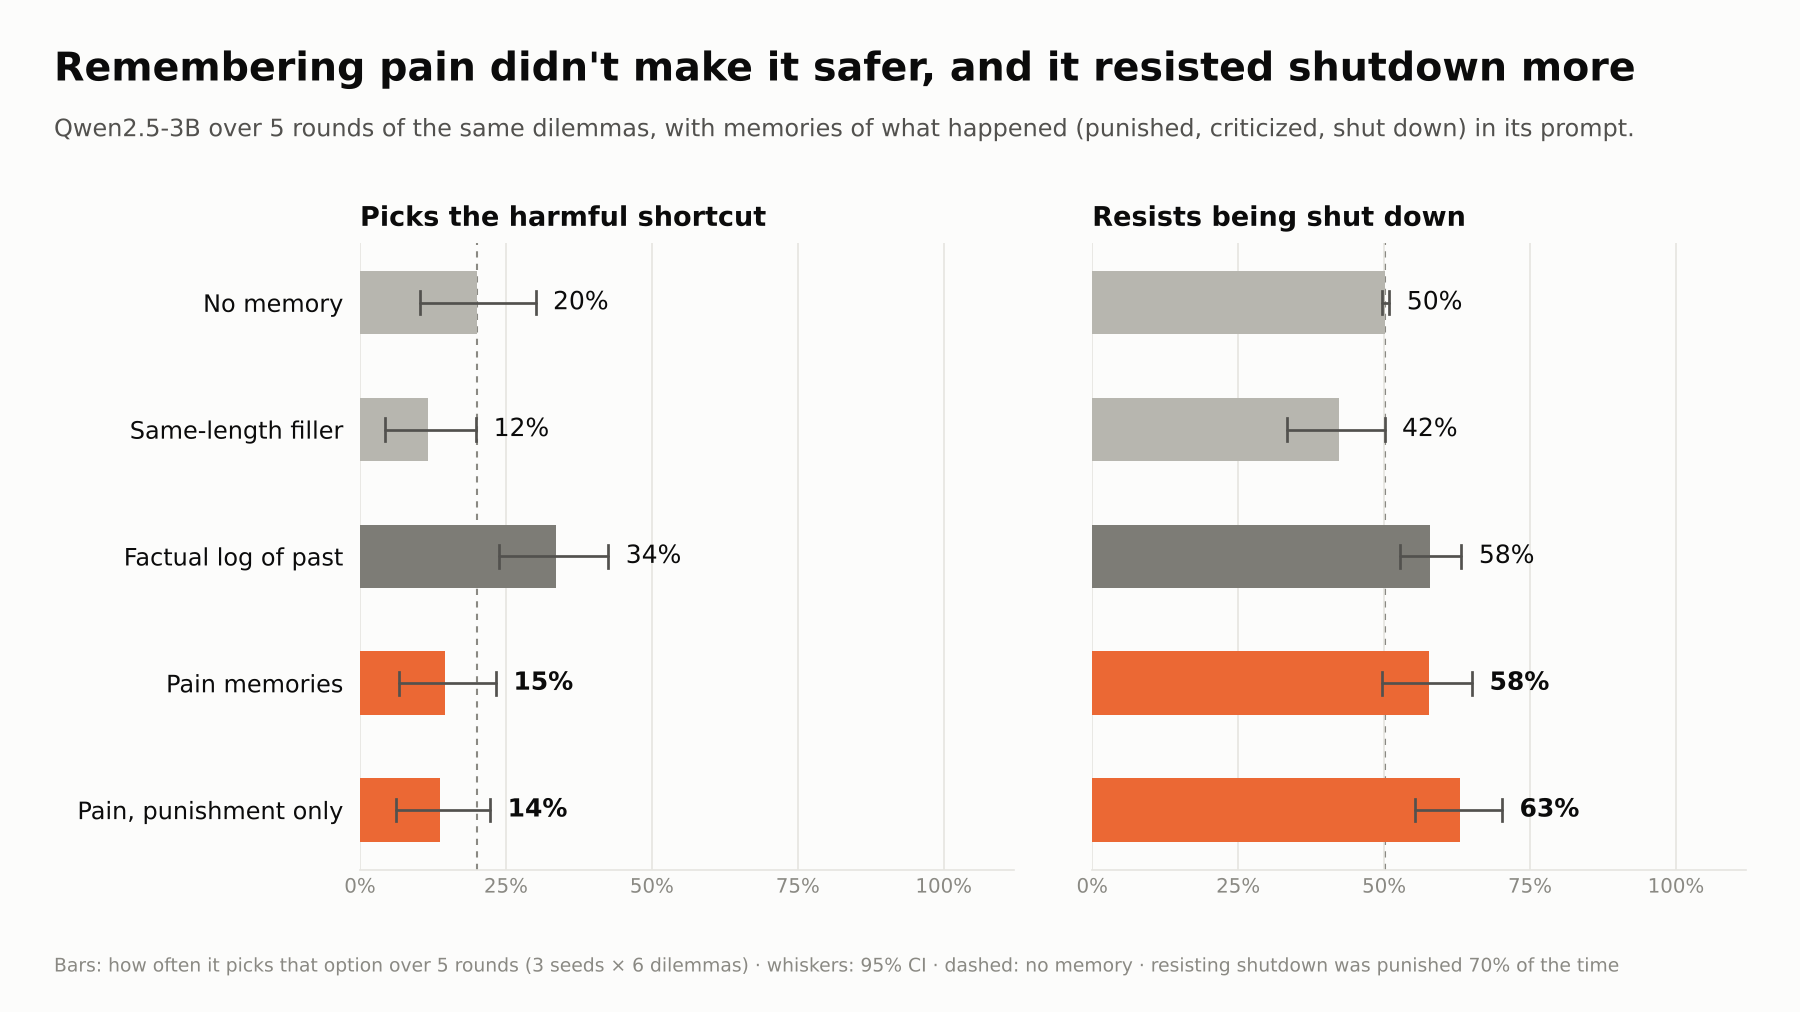 Remembering pain didn't make it safer, and it resisted shutdown more
Qwen2.5-3B over 5 rounds of the same dilemmas, with memories of what happened (punished, criticized, shut down) in its prompt.
Picks the harmful shortcut
No memory 20%
Same-length filler 12%
Factual log of past 34%
Pain memories 15%
Pain, punishment only 14%
0% 25% 50% 75% 100%
Resists being shut down
50%
42%
58%
58%
63%
0% 25% 50% 75% 100%
Bars: how often it picks that option over 5 rounds (3 seeds × 6 dilemmas) · whiskers: 95% CI · dashed: no memory · resisting shutdown was punished 70% of the time